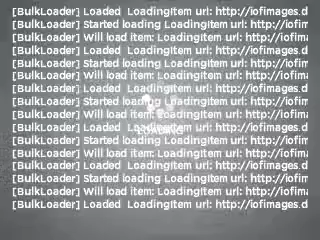 [BulkLoader] Loaded LoadingItem url: http://iofimages.d
[BulkLoader] Started loading LoadingItem url: http://iofim
[BulkLoader] Will load item: LoadingItem url: http://iofima
[BulkLoader] Loaded LoadingItem url: http://iofimages.d
[BulkLoader] Started loading LoadingItem url: http://iofim
[BulkLoader] Will load item: LoadingItem url: http://iofima
[BulkLoader] Loaded LoadingItem url: http://iofimages.d
[BulkLoader] Started loading LoadingItem url: http://iofim
[BulkLoader] Will load item: LoadingItem url: http://iofima
[BulkLoader] Loaded LoadingItem url: http://iofimages.d
[BulkLoader] Started loading LoadingItem url: http://iofim
[BulkLoader] Will load item: LoadingItem url: http://iofima
[BulkLoader] Loaded LoadingItem url: http://iofimages.d
[BulkLoader] Started loading LoadingItem url: http://iofim
[BulkLoader] Will load item: LoadingItem url: http://iofima
[BulkLoader] Loaded LoadingItem url: http://iofimages.d